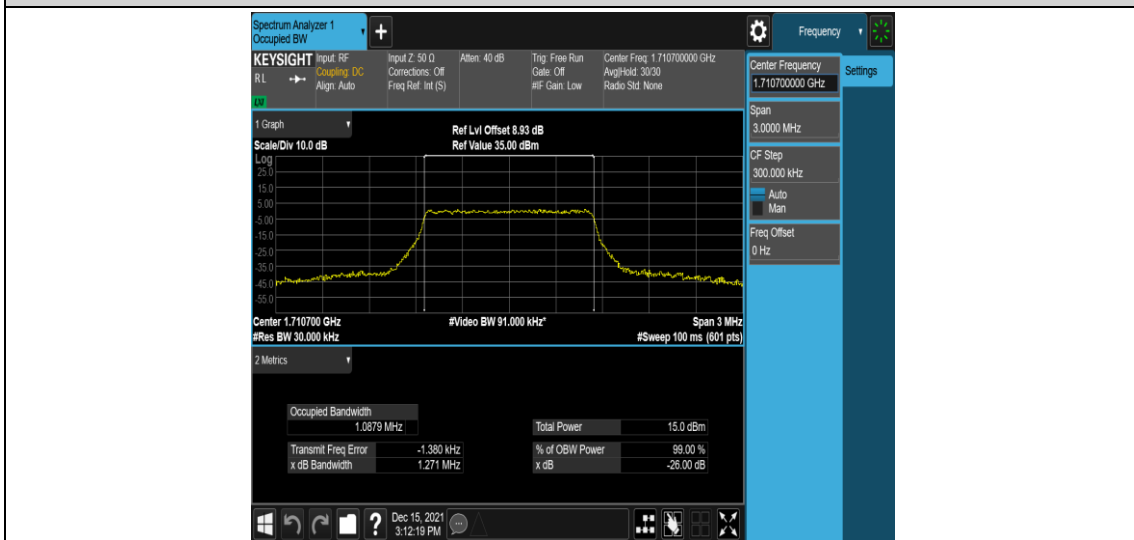 Spectrum Analyzer 1
Occupied BW
+
Frequency
KEYSIGHT
RL
Input: RF
Coupling: DC
Align: Auto
Input Z: 50 Ω
Corrections: Off
Freq Ref: Int (S)
Atten: 40 dB
Trig: Free Run
Gate: Off
#IF Gain: Low
Center Freq: 1.710700000 GHz
Avg|Hold: 30/30
Radio Std: None
Center Frequency
1.710700000 GHz
Settings
Span
3.0000 MHz
CF Step
300.000 kHz
Auto
Man
Freq Offset
0 Hz
1 Graph
Scale/Div 10.0 dB
Ref Lvl Offset 8.93 dB
Ref Value 35.00 dBm
Log
25.0
15.0
5.00
-5.00
-15.0
-25.0
-35.0
-45.0
-55.0
Center 1.710700 GHz
#Res BW 30.000 kHz
#Video BW 91.000 kHz*
Span 3 MHz
#Sweep 100 ms (601 pts)
2 Metrics
Occupied Bandwidth
1.0879 MHz
Total Power 15.0 dBm
Transmit Freq Error -1.380 kHz
% of OBW Power 99.00 %
x dB Bandwidth 1.271 MHz
x dB -26.00 dB
?
Dec 15, 2021
3:12:19 PM